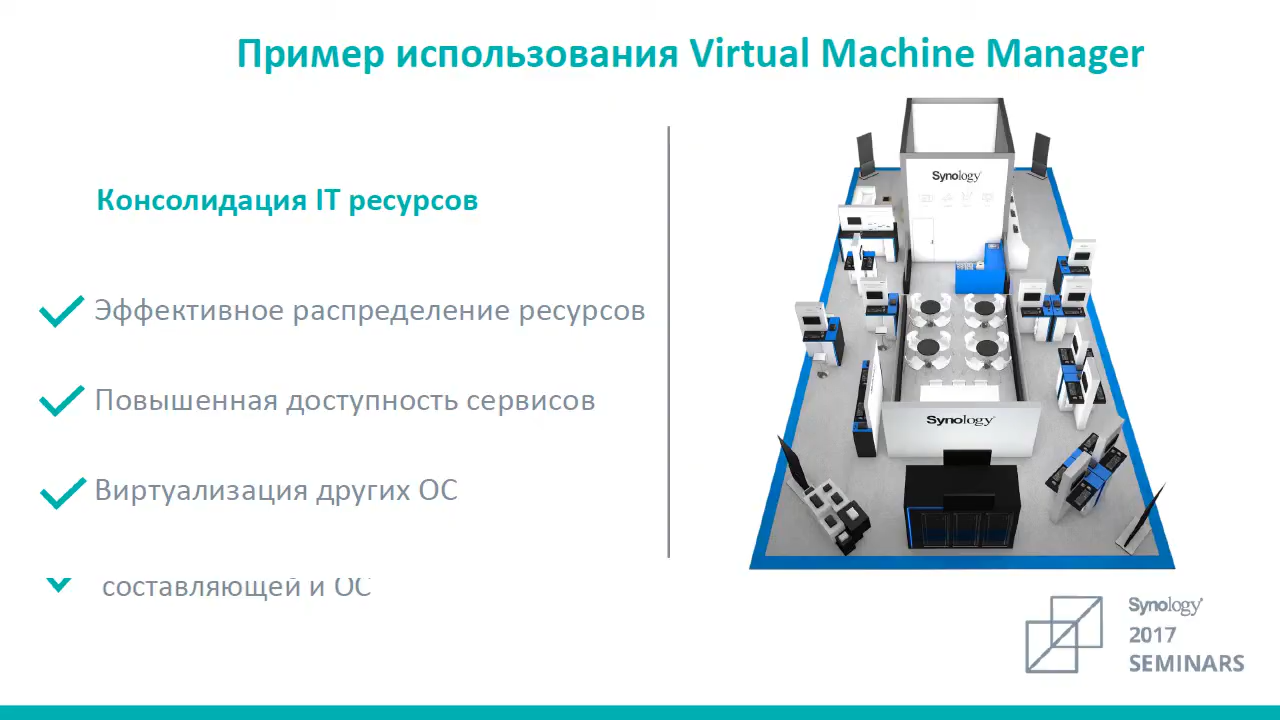 Пример использования Virtual Machine Manager
Консолидация IT ресурсов
Эффективное распределение ресурсов
Повышенная доступность сервисов
Виртуализация других ОС
составляющей и ОС
Synology
Synology
Synology
2017
SEMINARS